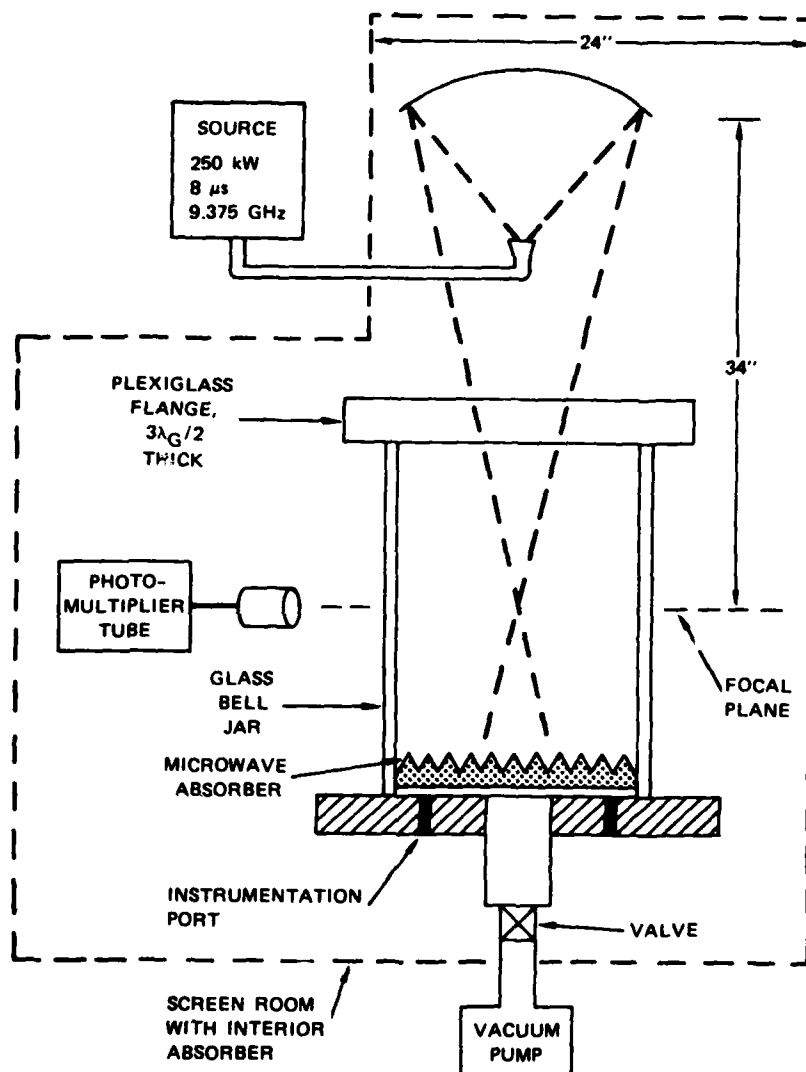 24"
SOURCE
250 kW
8 μs
9.375 GHz
34"
PLEXIGLASS
FLANGE,
3λG/2
THICK
PHOTO-
MULTIPLIER
TUBE
GLASS
BELL
JAR
FOCAL
PLANE
MICROWAVE
ABSORBER
INSTRUMENTATION
PORT
VALVE
SCREEN ROOM
WITH INTERIOR
ABSORBER
VACUUM
PUMP